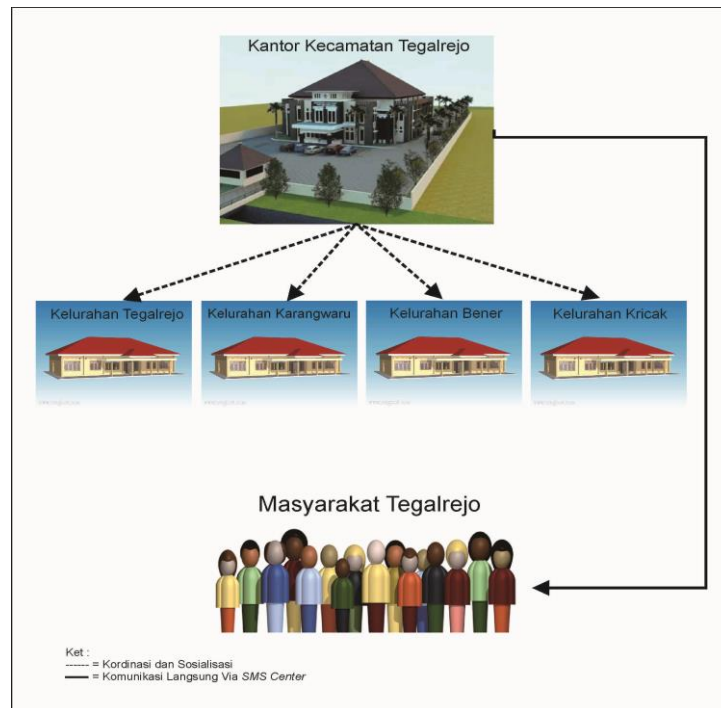 Kantor Kecamatan Tegalrejo
Kelurahan Tegalrejo
Kelurahan Karangwaru
Kelurahan Bener
Kelurahan Kricak
Masyarakat Tegalrejo
Ket :
------ = Kordinasi dan Sosialisasi
= Komunikasi Langsung Via SMS Center